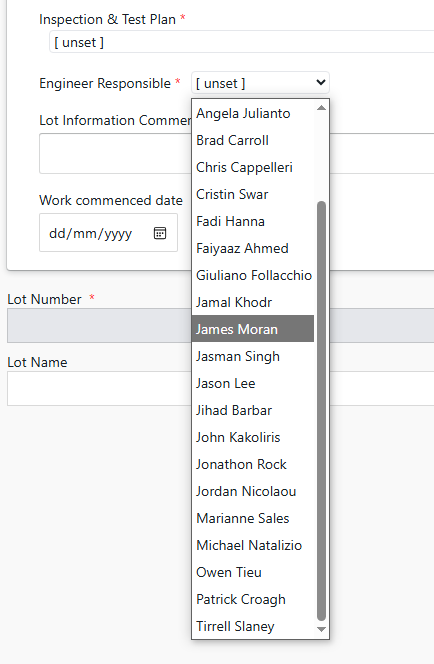 Inspection & Test Plan *
[ unset ]
Engineer Responsible * [ unset ]
Angela Julianto
Lot Information Commer
Brad Carroll
Chris Cappelleri
Cristin Swar
Work commenced date
Fadi Hanna
dd/mm/yyyy
Faiyaaz Ahmed
Giuliano Follacchio
Lot Number *
Jamal Khodr
James Moran
Jasman Singh
Lot Name
Jason Lee
Jihad Barbar
John Kakoliris
Jonathon Rock
Jordan Nicolaou
Marianne Sales
Michael Natalizio
Owen Tieu
Patrick Croagh
Tirrell Slaney